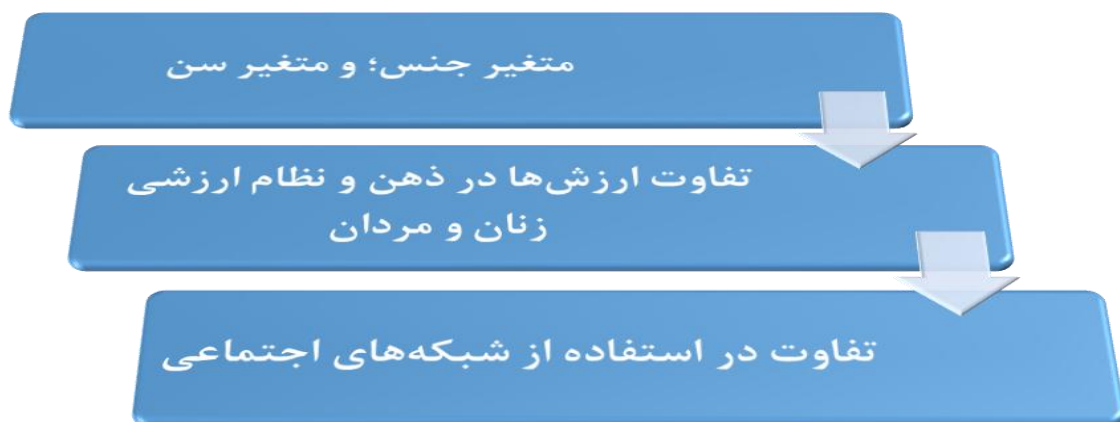 متغیر جنس؛ و متغیر سن
تفاوت ارزش‌ها در ذهن و نظام ارزشی
زنان و مردان
تفاوت در استفاده از شبکه‌های اجتماعی